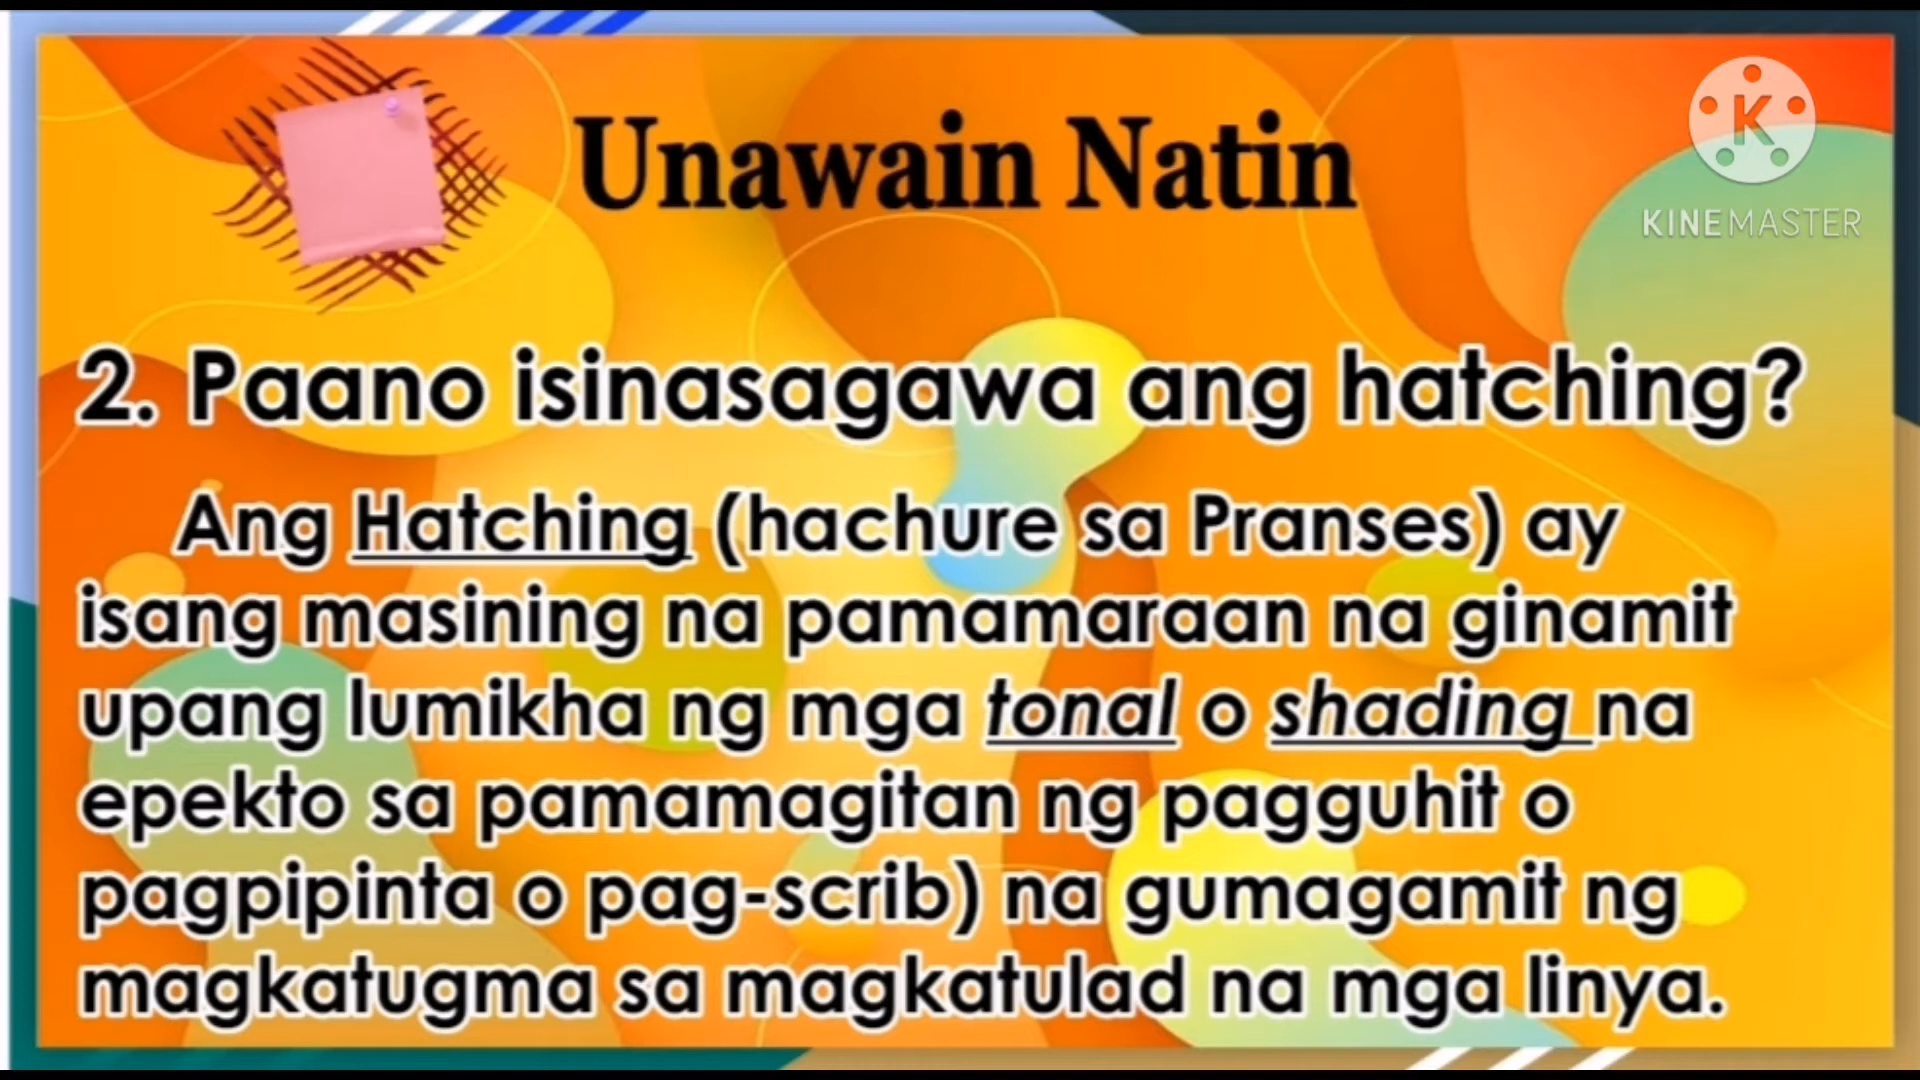 Unawain Natin
K
KINEMASTER
2. Paano isinasagawa ang hatching?
Ang Hatching (hachure sa Pranses) ay
isang masining na pamamaraan na ginamit
upang lumikha ng mga tonal o shading na
epekto sa pamamagitan ng pagguhit o
pagpipinta o pag-scrib) na gumagamit ng
magkatugma sa magkatulad na mga linya.